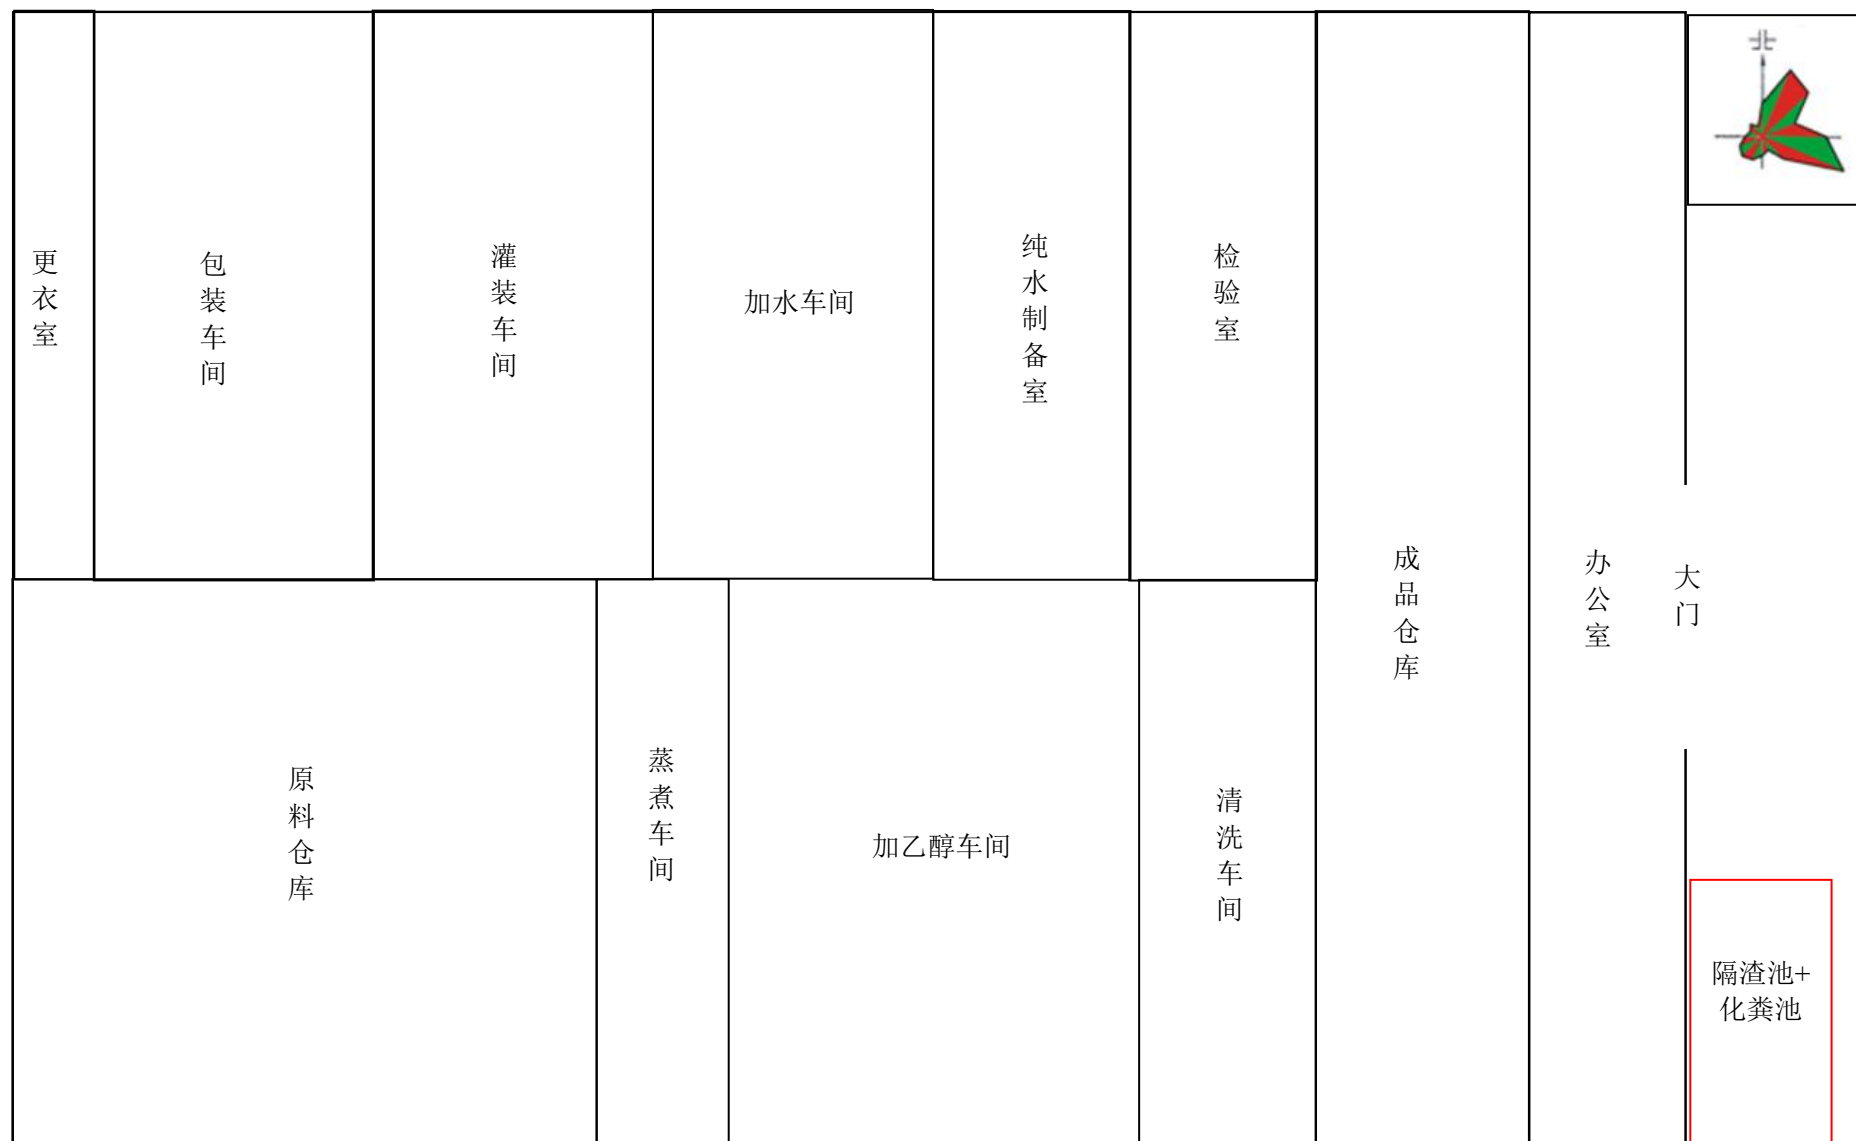 北
更衣室
包装车间
灌装车间
加水车间
纯水制备室
检验室
成品仓库
办公室
大门
原料仓库
蒸煮车间
加乙醇车间
清洗车间
隔渣池+
化粪池